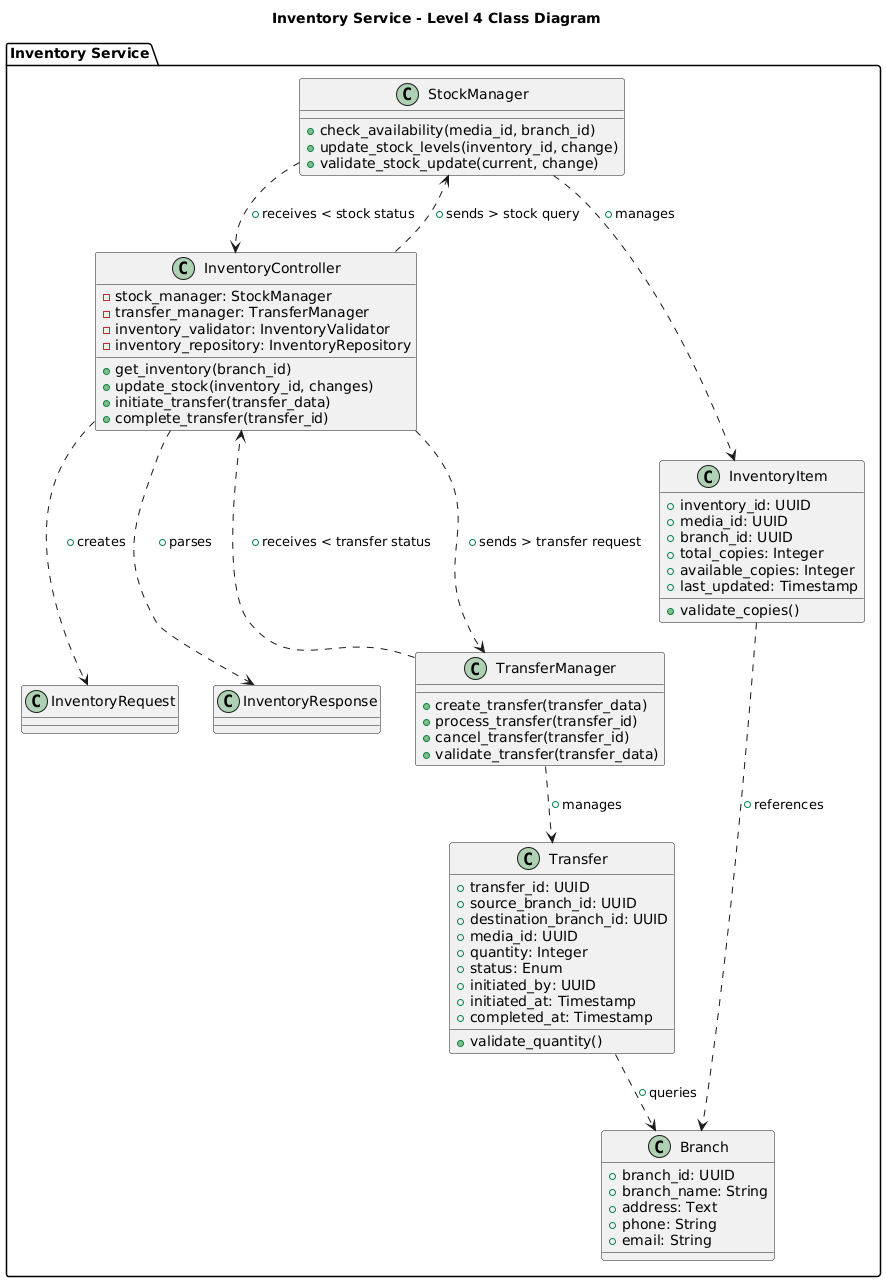 Inventory Service - Level 4 Class Diagram
Inventory Service
C StockManager
check_availability(media_id, branch_id)
update_stock_levels(inventory_id, change)
validate_stock_update(current, change)
receives < stock status
sends > stock query
manages
C InventoryController
stock_manager: StockManager
transfer_manager: TransferManager
inventory_validator: InventoryValidator
inventory_repository: InventoryRepository
get_inventory(branch_id)
update_stock(inventory_id, changes)
initiate_transfer(transfer_data)
complete_transfer(transfer_id)
C InventoryItem
inventory_id: UUID
media_id: UUID
branch_id: UUID
total_copies: Integer
available_copies: Integer
last_updated: Timestamp
validate_copies()
creates
parses
receives < transfer status
sends > transfer request
C InventoryRequest
C InventoryResponse
C TransferManager
create_transfer(transfer_data)
process_transfer(transfer_id)
cancel_transfer(transfer_id)
validate_transfer(transfer_data)
manages
references
C Transfer
transfer_id: UUID
source_branch_id: UUID
destination_branch_id: UUID
media_id: UUID
quantity: Integer
status: Enum
initiated_by: UUID
initiated_at: Timestamp
completed_at: Timestamp
validate_quantity()
queries
C Branch
branch_id: UUID
branch_name: String
address: Text
phone: String
email: String